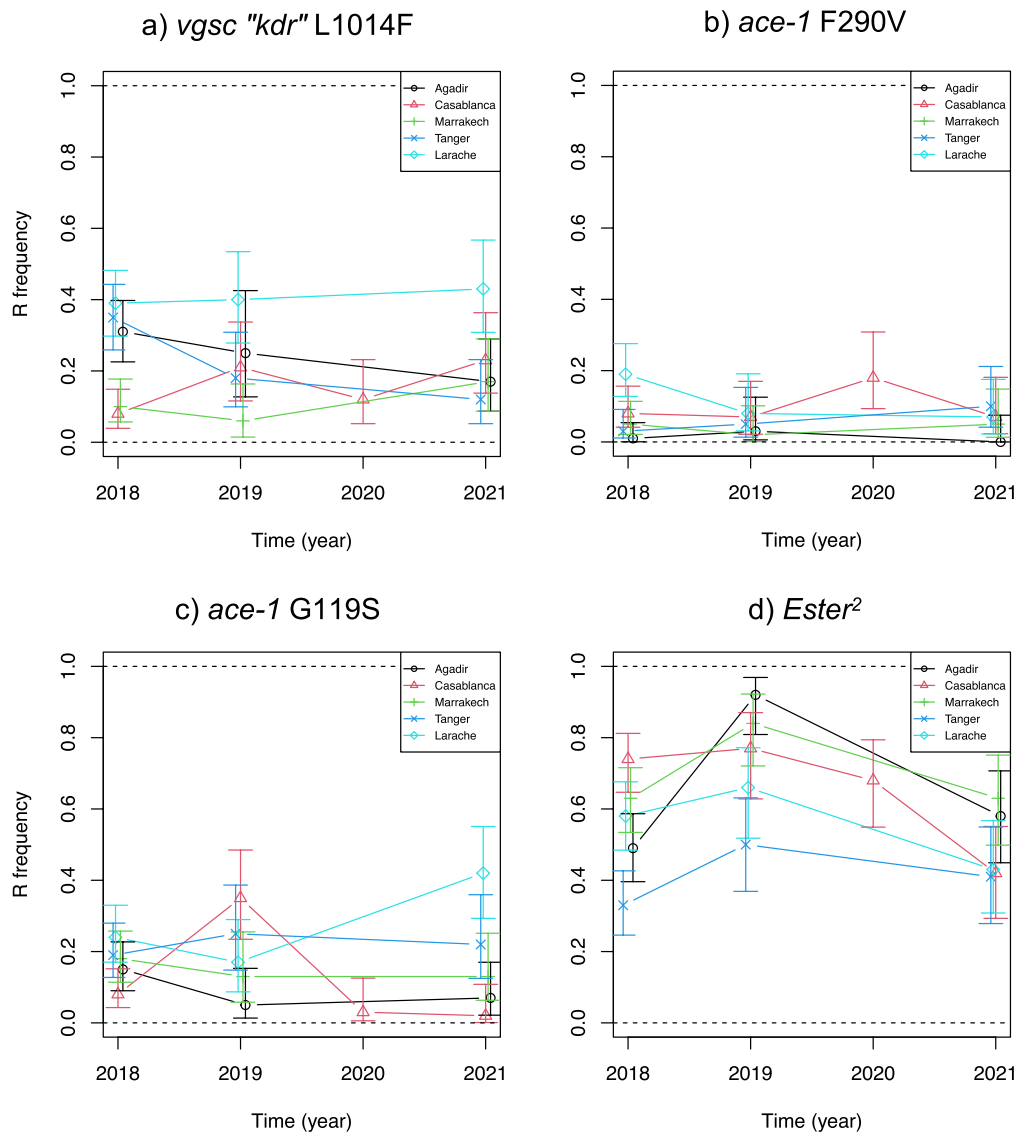 a) vgsc "kdr" L1014F
R frequency
1.0
0.8
0.6
0.4
0.2
0.0
Agadir
Casablanca
Marrakech
Tanger
Larache
2018 2019 2020 2021
Time (year)
b) ace-1 F290V
1.0
0.8
0.6
0.4
0.2
0.0
Agadir
Casablanca
Marrakech
Tanger
Larache
2018 2019 2020 2021
Time (year)
c) ace-1 G119S
R frequency
1.0
0.8
0.6
0.4
0.2
0.0
Agadir
Casablanca
Marrakech
Tanger
Larache
2018 2019 2020 2021
Time (year)
d) Ester²
1.0
0.8
0.6
0.4
0.2
0.0
Agadir
Casablanca
Marrakech
Tanger
Larache
2018 2019 2020 2021
Time (year)